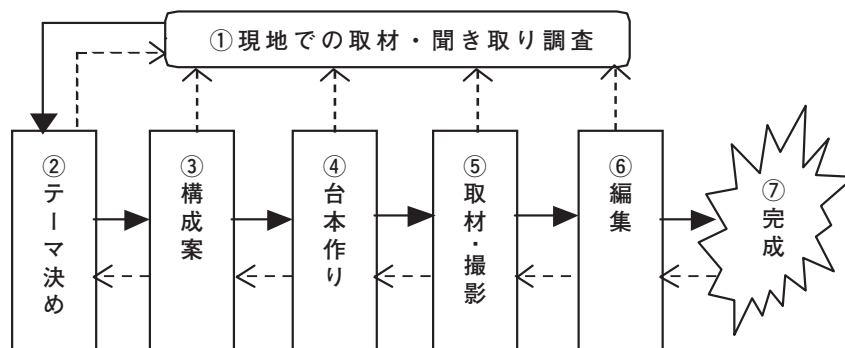 ①現地での取材・聞き取り調査
②テーマ決め
③構成案
④台本作り
⑤取材・撮影
⑥編集
⑦完成